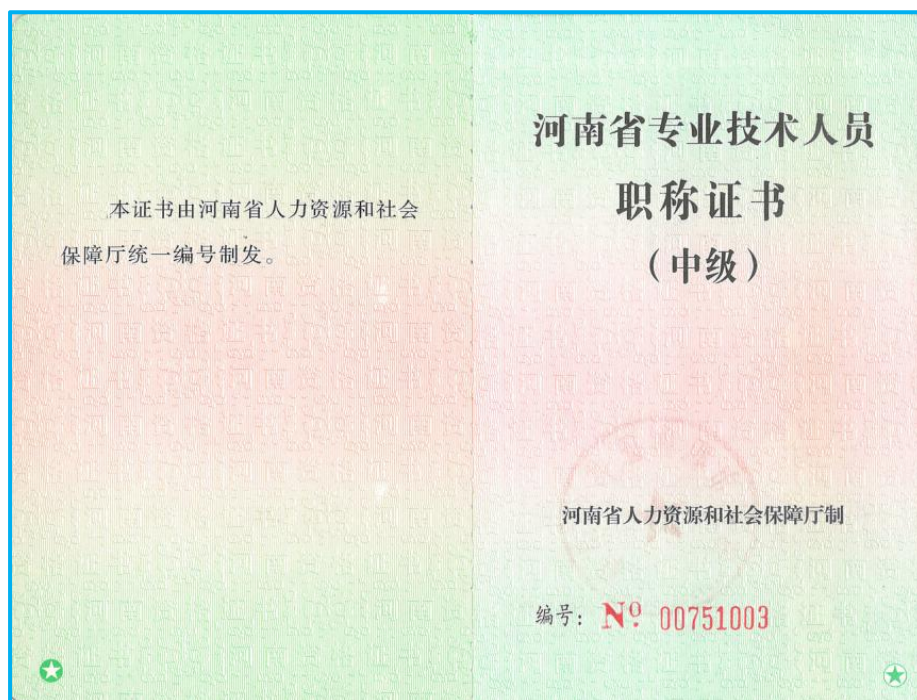 本证书由河南省人力资源和社会
保障厅统一编号制发。
河南省专业技术人员
职称证书
（中级）
河南省人力资源和社会保障厅制
编号：№ 00751003